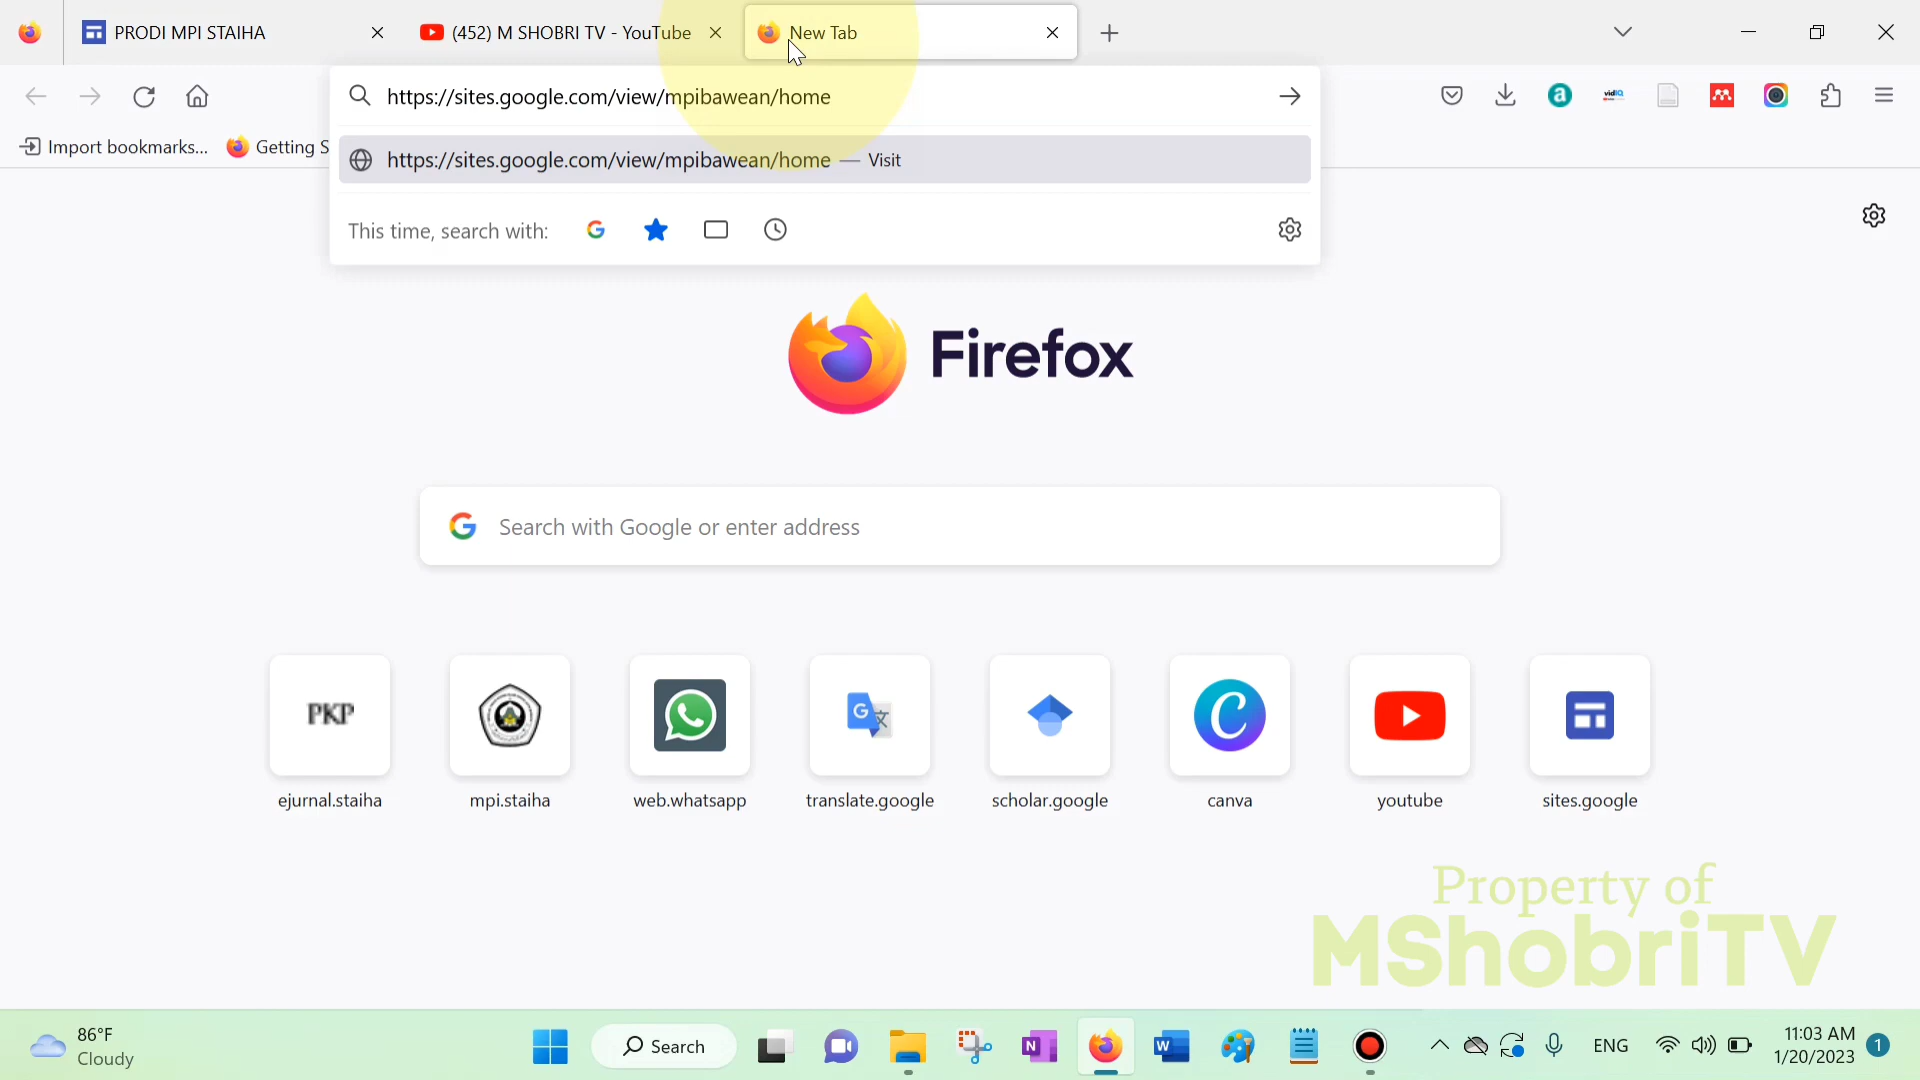 PRODI MPI STAIHA
(452) M SHOBRI TV - YouTube
New Tab
https://sites.google.com/view/mpibawean/home
vidIQ
Import bookmarks...
Getting S
https://sites.google.com/view/mpibawean/home — Visit
This time, search with:
Firefox
Search with Google or enter address
PKP
ejurnal.staiha
mpi.staiha
web.whatsapp
translate.google
scholar.google
canva
youtube
sites.google
Property of
MShobriTV
86°F
Cloudy
Search
ENG
11:03 AM
1/20/2023
1